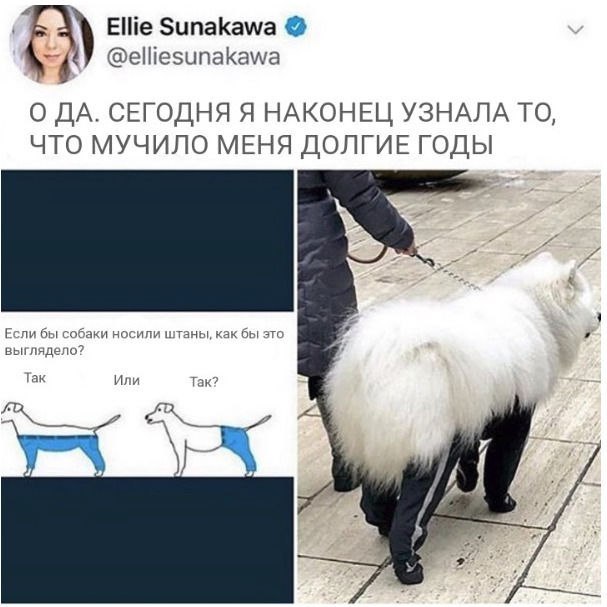 Ellie Sunakawa
@elliesunakawa
О ДА. СЕГОДНЯ Я НАКОНЕЦ УЗНАЛА ТО,
ЧТО МУЧИЛО МЕНЯ ДОЛГИЕ ГОДЫ
Если бы собаки носили штаны, как бы это
выглядело?
Так Или Так?